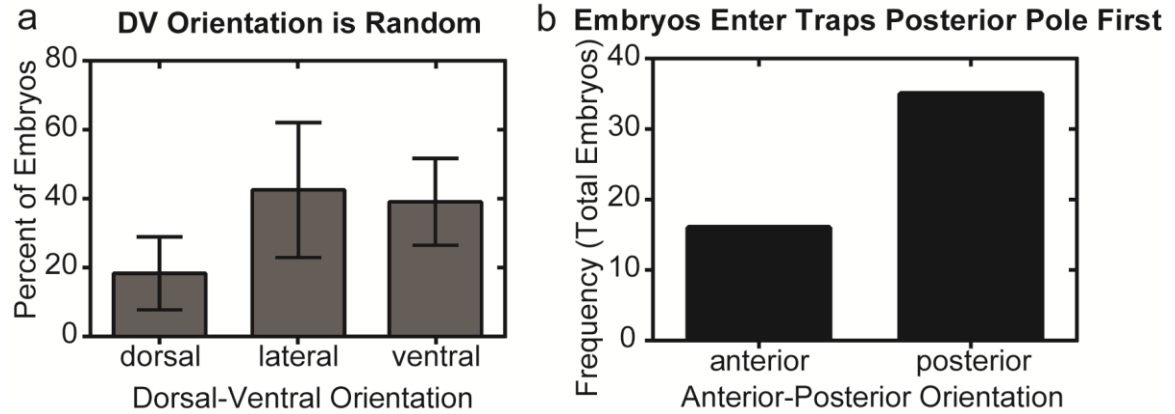 a
DV Orientation is Random
Percent of Embryos
80
60
40
20
0
dorsal lateral ventral
Dorsal-Ventral Orientation
b
Embryos Enter Traps Posterior Pole First
Frequency (Total Embryos)
40
30
20
10
0
anterior posterior
Anterior-Posterior Orientation